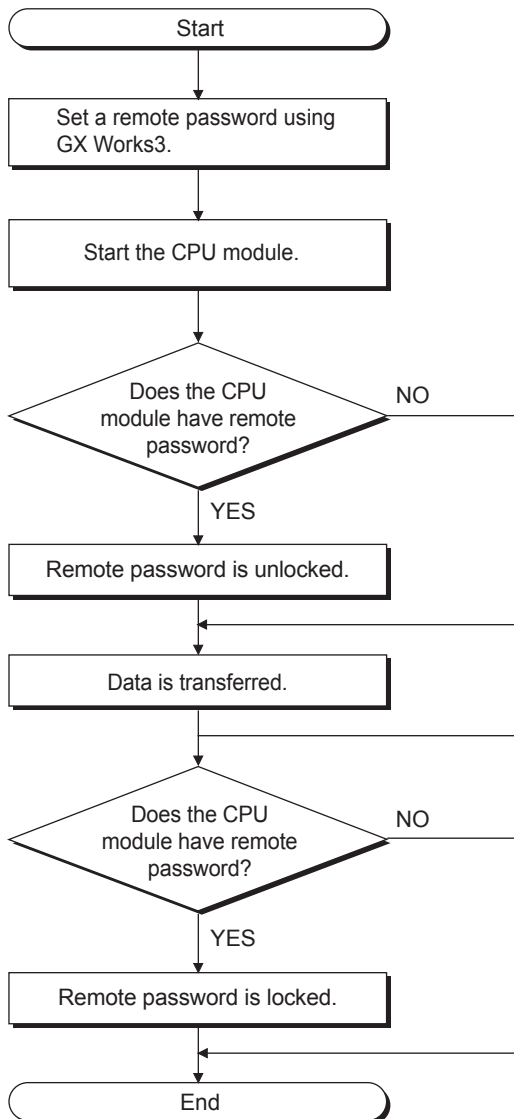 Start
Set a remote password using
GX Works3.
Start the CPU module.
Does the CPU
module have remote
password?
NO
YES
Remote password is unlocked.
Data is transferred.
Does the CPU
module have remote
password?
NO
YES
Remote password is locked.
End